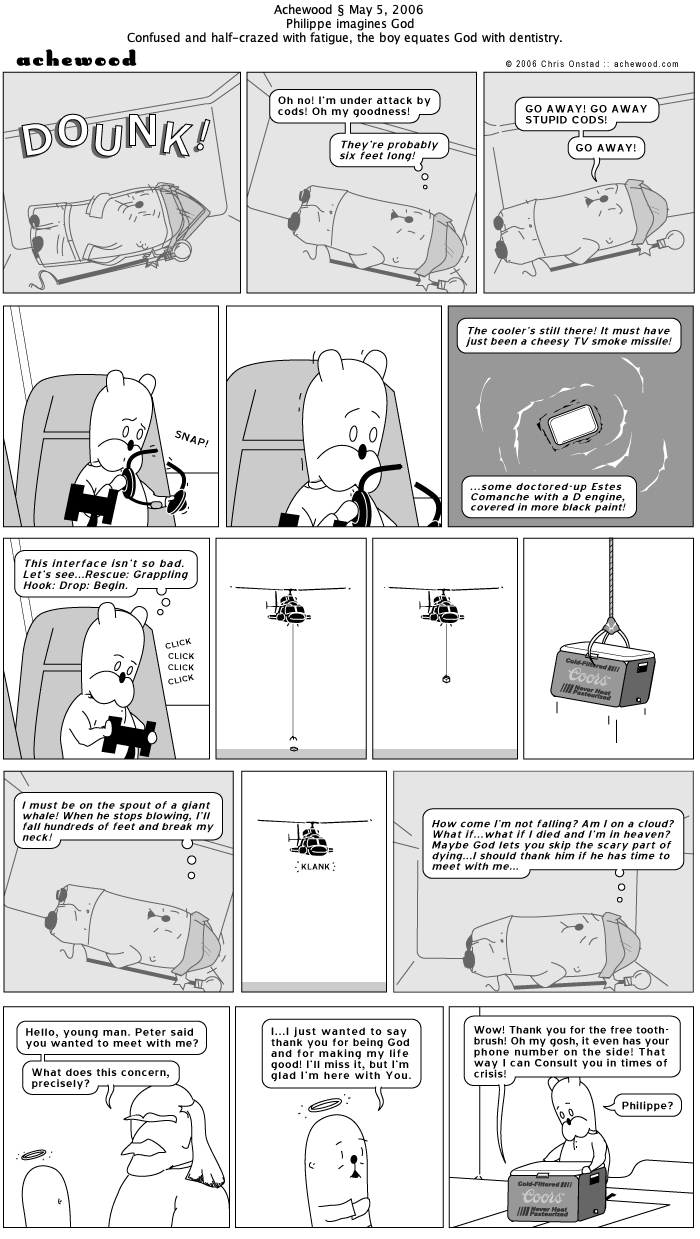 Achewood § May 5, 2006
Philippe imagines God
Confused and half-crazed with fatigue, the boy equates God with dentistry.
achewood
© 2006 Chris Onstad :: achewood.com
DOUNK!
Oh no! I'm under attack by
cods! Oh my goodness!
They're probably
six feet long!
GO AWAY! GO AWAY
STUPID CODS!
GO AWAY!
SNAP!
The cooler's still there! It must have
just been a cheesy TV smoke missile!
...some doctored-up Estes
Comanche with a D engine,
covered in more black paint!
This interface isn't so bad.
Let's see...Rescue: Grappling
Hook: Drop: Begin.
CLICK
CLICK
CLICK
CLICK
Cold-Filtered
Coors
Never Heat
Pasteurized
I must be on the spout of a giant
whale! When he stops blowing, I'll
fall hundreds of feet and break my
neck!
KLANK
How come I'm not falling? Am I on a cloud?
What if...what if I died and I'm in heaven?
Maybe God lets you skip the scary part of
dying...I should thank him if he has time to
meet with me...
Hello, young man. Peter said
you wanted to meet with me?
What does this concern,
precisely?
I...I just wanted to say
thank you for being God
and for making my life
good! I'll miss it, but I'm
glad I'm here with You.
Wow! Thank you for the free tooth-
brush! Oh my gosh, it even has your
phone number on the side! That
way I can Consult you in times of
crisis!
Philippe?
Cold-Filtered
Coors
Never Heat
Pasteurized